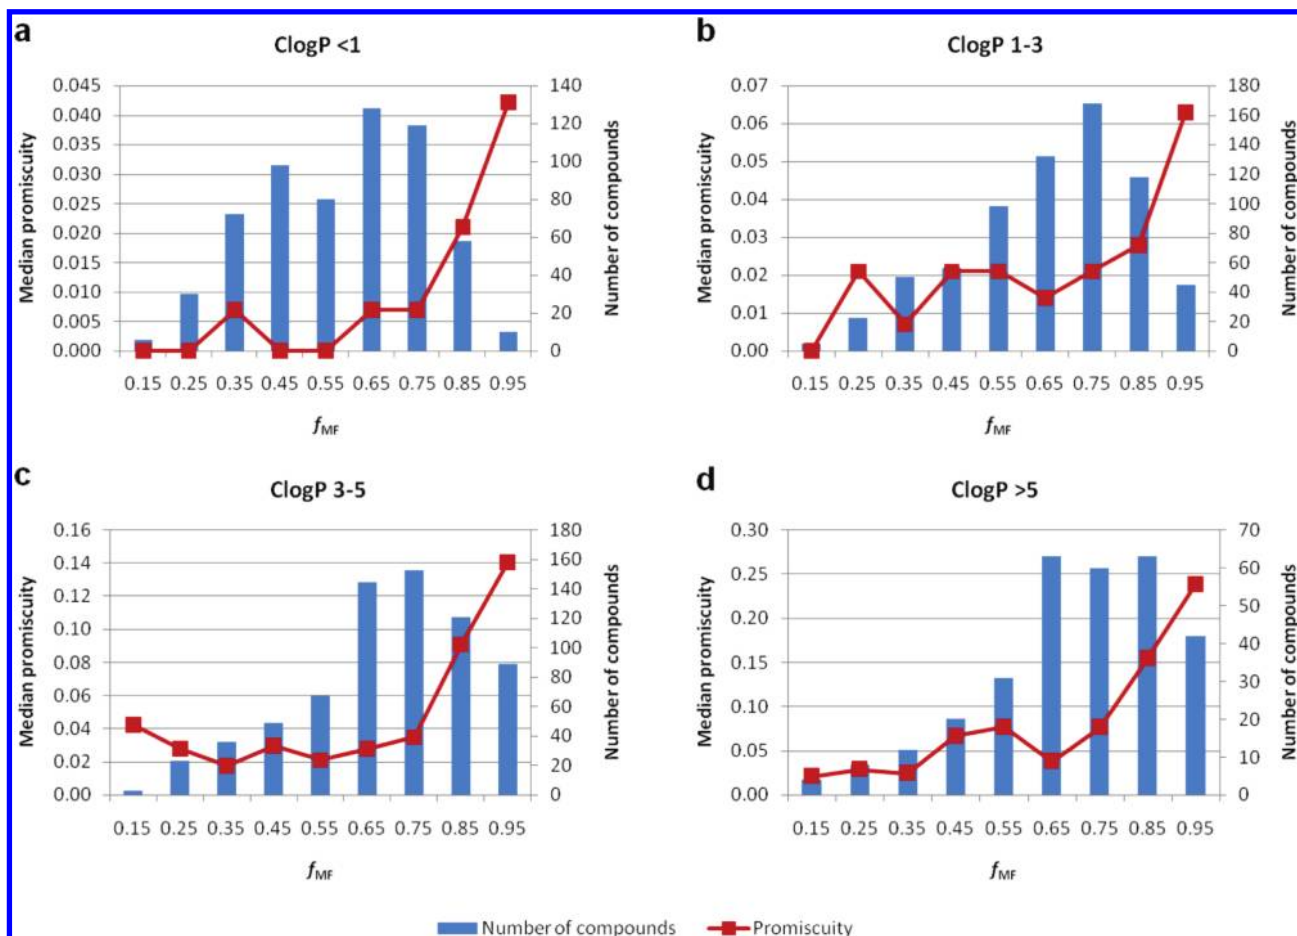 a
ClogP <1
0.045
0.040
0.035
0.030
0.025
0.020
0.015
0.010
0.005
0.000
Median promiscuity
140
120
100
80
60
40
20
0
Number of compounds
0.15 0.25 0.35 0.45 0.55 0.65 0.75 0.85 0.95
fMF
b
ClogP 1-3
0.07
0.06
0.05
0.04
0.03
0.02
0.01
0.00
Median promiscuity
180
160
140
120
100
80
60
40
20
0
Number of compounds
0.15 0.25 0.35 0.45 0.55 0.65 0.75 0.85 0.95
fMF
c
ClogP 3-5
0.16
0.14
0.12
0.10
0.08
0.06
0.04
0.02
0.00
Median promiscuity
180
160
140
120
100
80
60
40
20
0
Number of compounds
0.15 0.25 0.35 0.45 0.55 0.65 0.75 0.85 0.95
fMF
d
ClogP >5
0.30
0.25
0.20
0.15
0.10
0.05
0.00
Median promiscuity
70
60
50
40
30
20
10
0
Number of compounds
0.15 0.25 0.35 0.45 0.55 0.65 0.75 0.85 0.95
fMF
Number of compounds Promiscuity